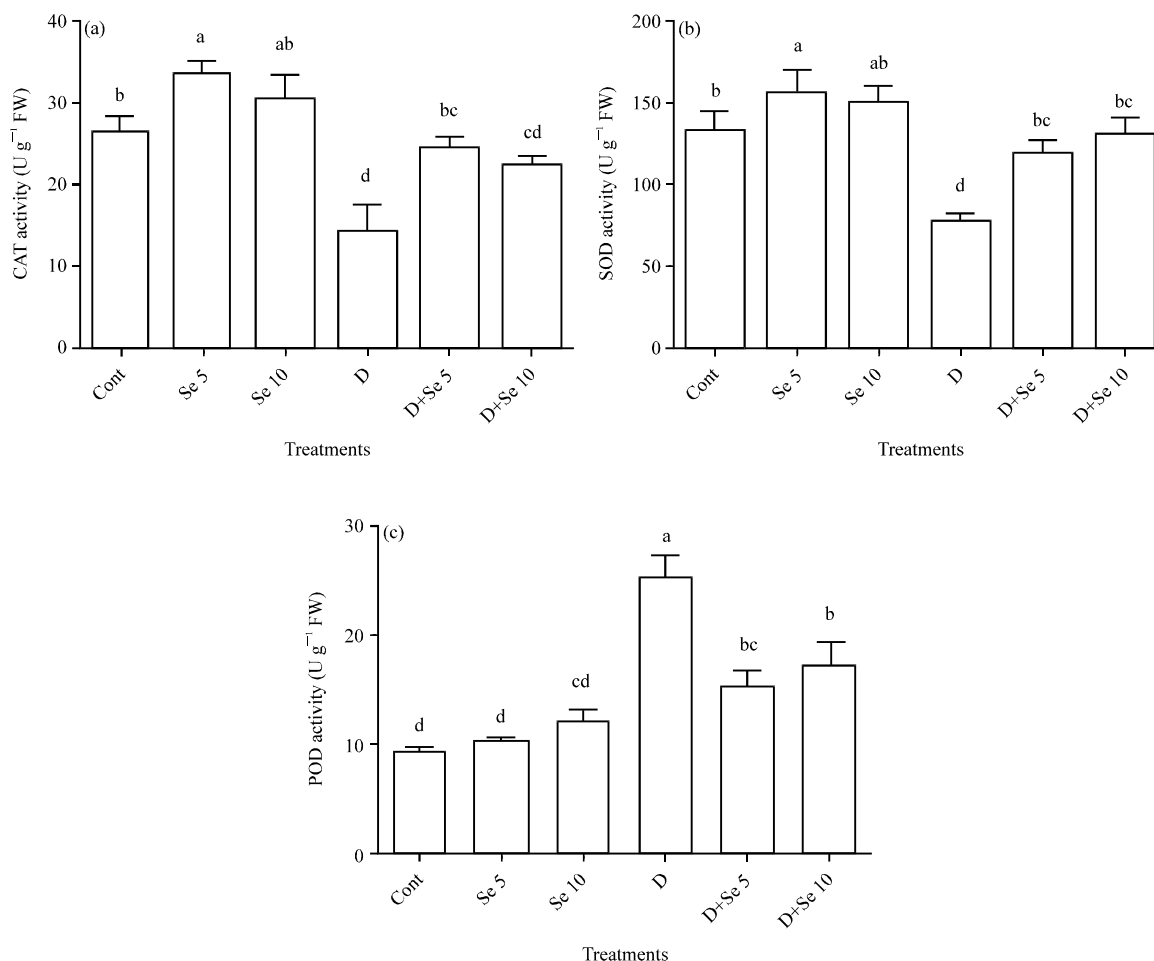 (a)
CAT activity (U g⁻¹ FW)
40
30
20
10
0
b
a
ab
d
bc
cd
Cont
Se 5
Se 10
D
D+Se 5
D+Se 10
Treatments
(b)
SOD activity (U g⁻¹ FW)
200
150
100
50
0
b
a
ab
d
bc
bc
Cont
Se 5
Se 10
D
D+Se 5
D+Se 10
Treatments
(c)
POD activity (U g⁻¹ FW)
30
20
10
0
d
d
cd
a
bc
b
Cont
Se 5
Se 10
D
D+Se 5
D+Se 10
Treatments